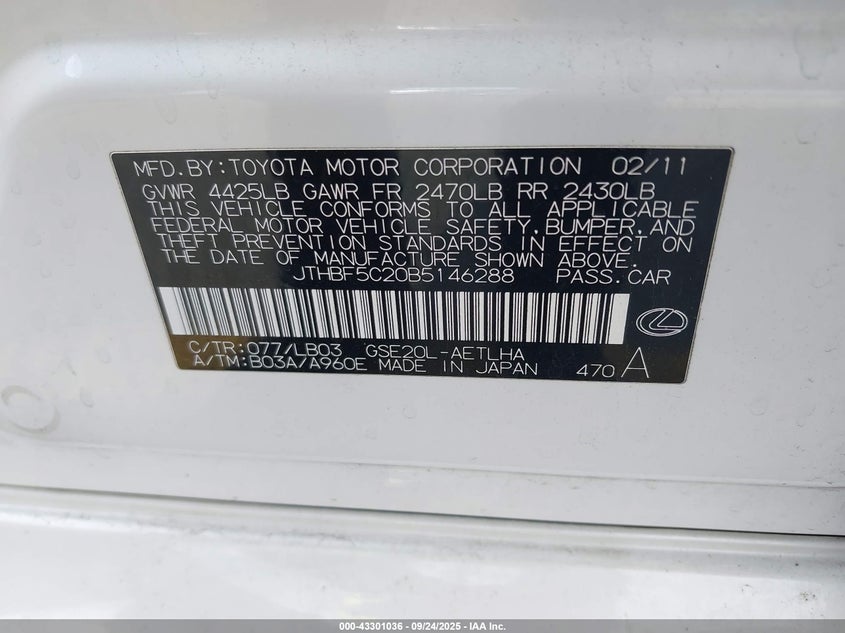 MFD.BY:TOYOTA MOTOR CORPORATION 02/11
GVWR 4425LB GAWR FR 2470LB RR 2430LB
THIS VEHICLE CONFORMS TO ALL APPLICABLE
FEDERAL MOTOR VEHICLE SAFETY,BUMPER,AND
THEFT PREVENTION STANDARDS IN EFFECT ON
THE DATE OF MANUFACTURE SHOWN ABOVE.
JTHBF5C20B5146288 PASS.CAR
C/TR:077/LB03 GSE20L-AETLHA
A/TM:B03A/A960E MADE IN JAPAN 470 A
000-43301036 - 09/24/2025 - IAA Inc.